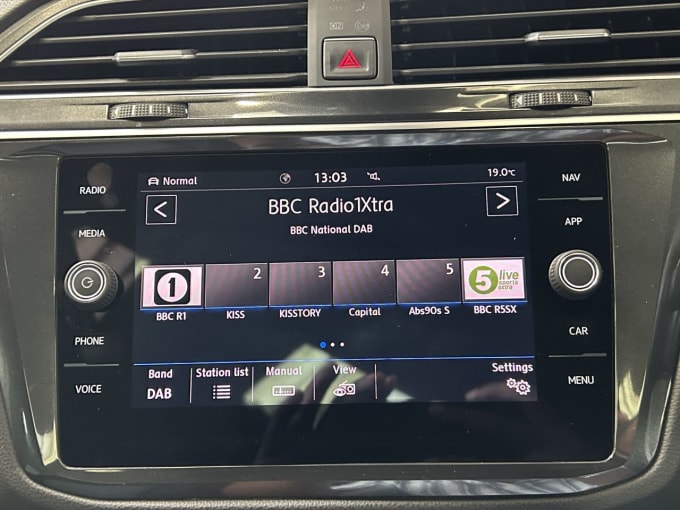 RADIO
MEDIA
PHONE
VOICE
Normal
13:03
19.0°C
<
BBC Radio1Xtra
>
BBC National DAB
1
2
3
4
5
5 live
sports
extra
BBC R1
KISS
KISSTORY
Capital
Abs90s S
BBC R5SX
Band
Station list
Manual
View
Settings
DAB
NAV
APP
CAR
MENU